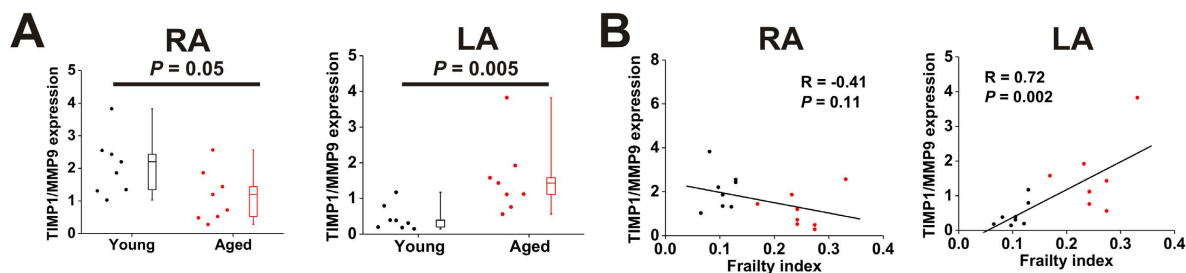 A
RA
P = 0.05
TIMP1/MMP9 expression
5
4
3
2
1
0
Young
Aged
LA
P = 0.005
TIMP1/MMP9 expression
5
4
3
2
1
0
Young
Aged
B
RA
R = -0.41
P = 0.11
TIMP1/MMP9 expression
8
6
4
2
0
0.0
0.1
0.2
0.3
0.4
Frailty index
LA
R = 0.72
P = 0.002
TIMP1/MMP9 expression
5
4
3
2
1
0
0.0
0.1
0.2
0.3
0.4
Frailty index